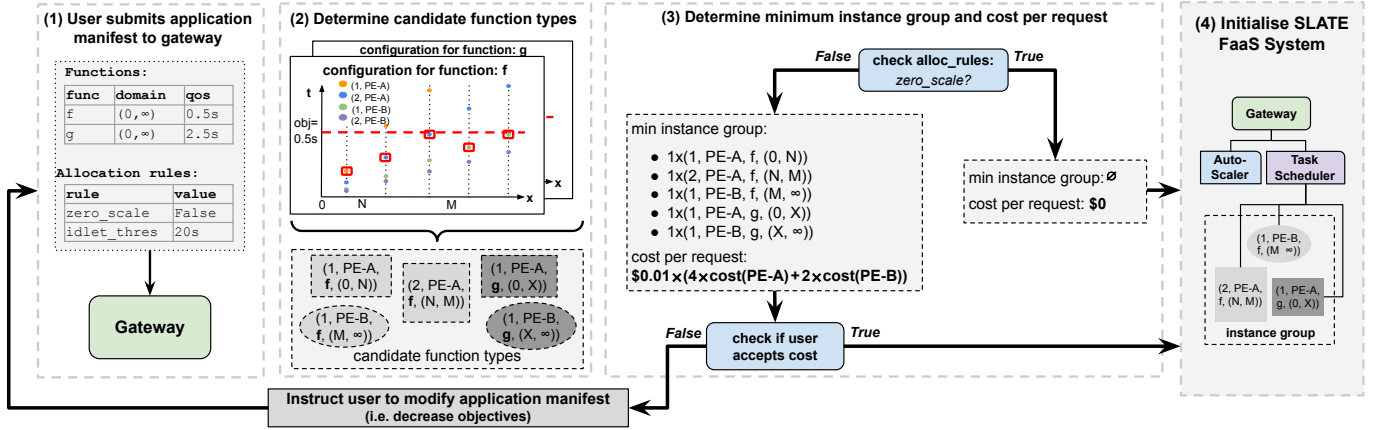 (1) User submits application
manifest to gateway
Functions:
func domain qos
f (0,∞) 0.5s
g (0,∞) 2.5s
Allocation rules:
rule value
zero_scale False
idlet_thres 20s
Gateway
(2) Determine candidate function types
configuration for function: g
configuration for function: f
t
(1, PE-A)
(2, PE-A)
(1, PE-B)
(2, PE-B)
obj=
0.5s
x
x
0 N M
(1, PE-A,
f, (0, N))
(2, PE-A,
f, (N, M))
(1, PE-A,
g, (0, X))
(1, PE-B,
f, (M, ∞))
(1, PE-B,
g, (X, ∞))
candidate function types
(3) Determine minimum instance group and cost per request
False
check alloc_rules:
zero_scale?
True
min instance group:
● 1x(1, PE-A, f, (0, N))
● 1x(2, PE-A, f, (N, M))
● 1x(1, PE-B, f, (M, ∞))
● 1x(1, PE-A, g, (0, X))
● 1x(1, PE-B, g, (X, ∞))
cost per request:
$0.01×(4×cost(PE-A)+2×cost(PE-B))
min instance group: ∅
cost per request: $0
False
check if user
accepts cost
True
Instruct user to modify application manifest
(i.e. decrease objectives)
(4) Initialise SLATE
FaaS System
Gateway
Auto-
Scaler
Task
Scheduler
(1, PE-B,
f, (M ∞))
(2, PE-A,
f, (N, M))
(1, PE-A,
g, (0, X))
instance group